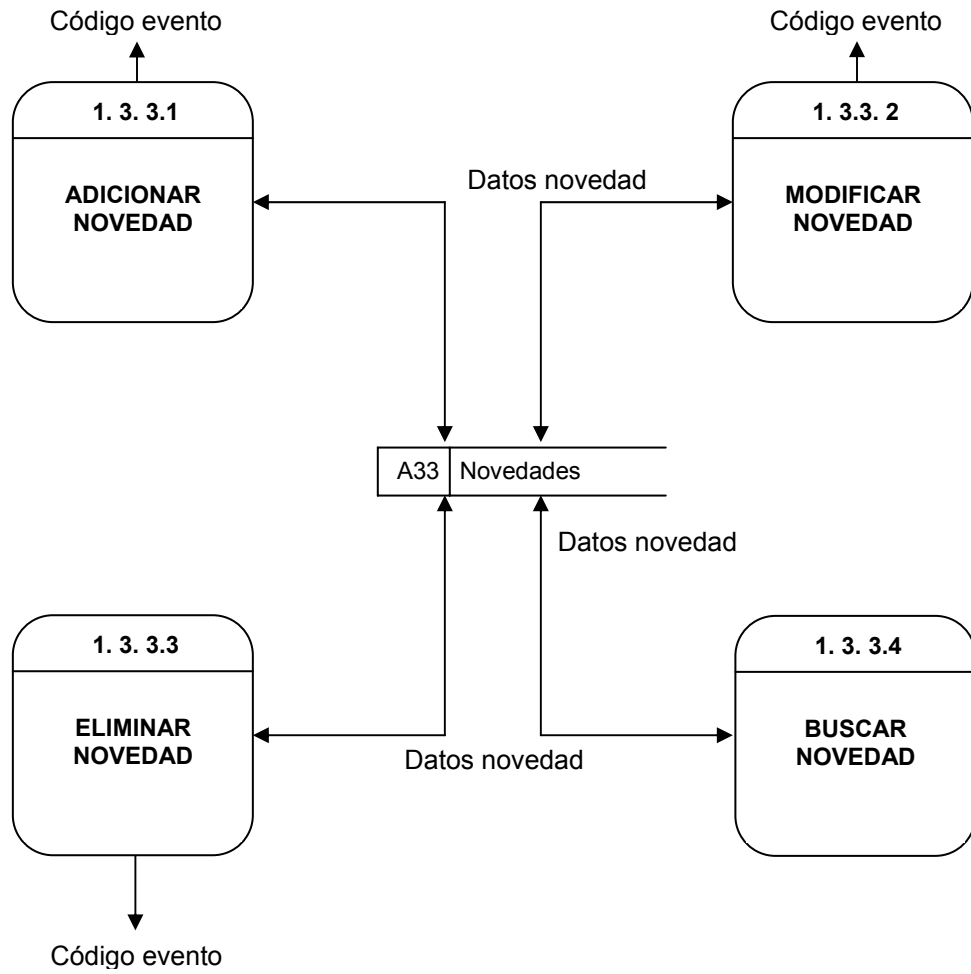 Código evento
Código evento
1. 3. 3.1
1. 3.3. 2
ADICIONAR
NOVEDAD
Datos novedad
MODIFICAR
NOVEDAD
A33
Novedades
Datos novedad
1. 3. 3.3
1. 3. 3.4
ELIMINAR
NOVEDAD
Datos novedad
BUSCAR
NOVEDAD
Código evento